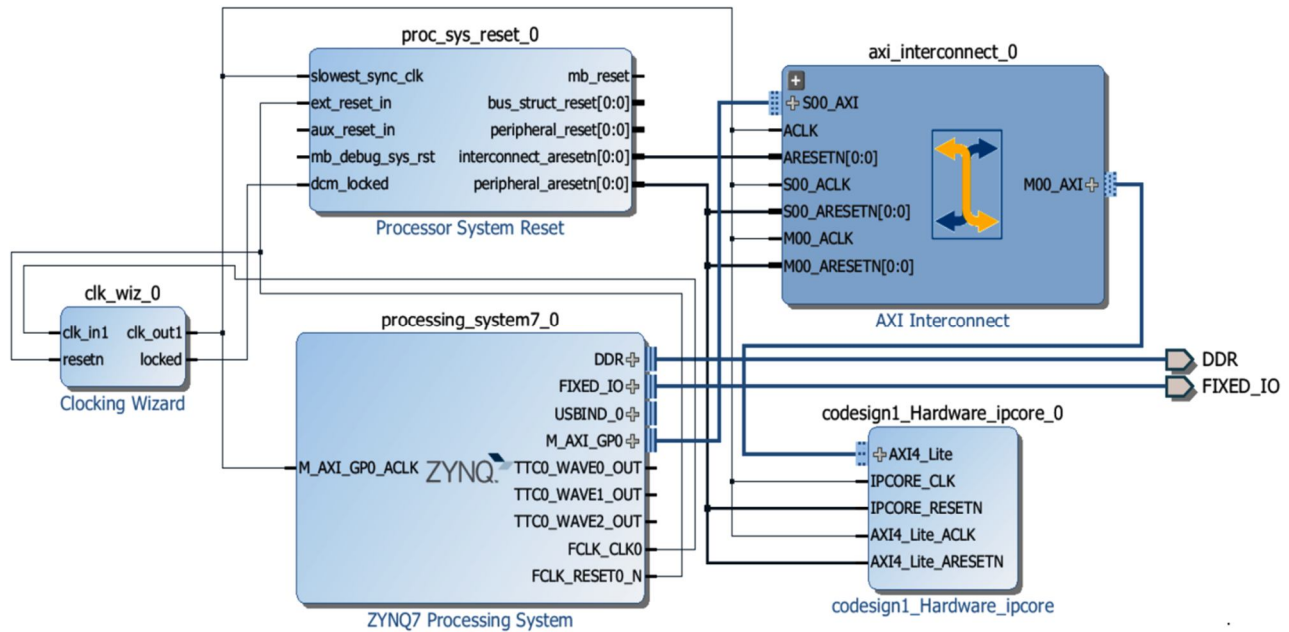 proc_sys_reset_0
slowest_sync_clk
ext_reset_in
aux_reset_in
mb_debug_sys_rst
dcm_locked
mb_reset
bus_struct_reset[0:0]
peripheral_reset[0:0]
interconnect_aresetn[0:0]
peripheral_aresetn[0:0]
Processor System Reset
axi_interconnect_0
S00_AXI
ACLK
ARESETN[0:0]
S00_ACLK
S00_ARESETN[0:0]
M00_ACLK
M00_ARESETN[0:0]
M00_AXI
AXI Interconnect
clk_wiz_0
clk_in1
resetn
clk_out1
locked
Clocking Wizard
processing_system7_0
M_AXI_GP0_ACLK
ZYNQ
DDR
FIXED_IO
USBIND_0
M_AXI_GP0
TTC0_WAVE0_OUT
TTC0_WAVE1_OUT
TTC0_WAVE2_OUT
FCLK_CLK0
FCLK_RESET0_N
ZYNQ7 Processing System
DDR
FIXED_IO
codesign1_Hardware_ipcore_0
AXI4_Lite
IPCORE_CLK
IPCORE_RESETN
AXI4_Lite_ACLK
AXI4_Lite_ARESETN
codesign1_Hardware_ipcore